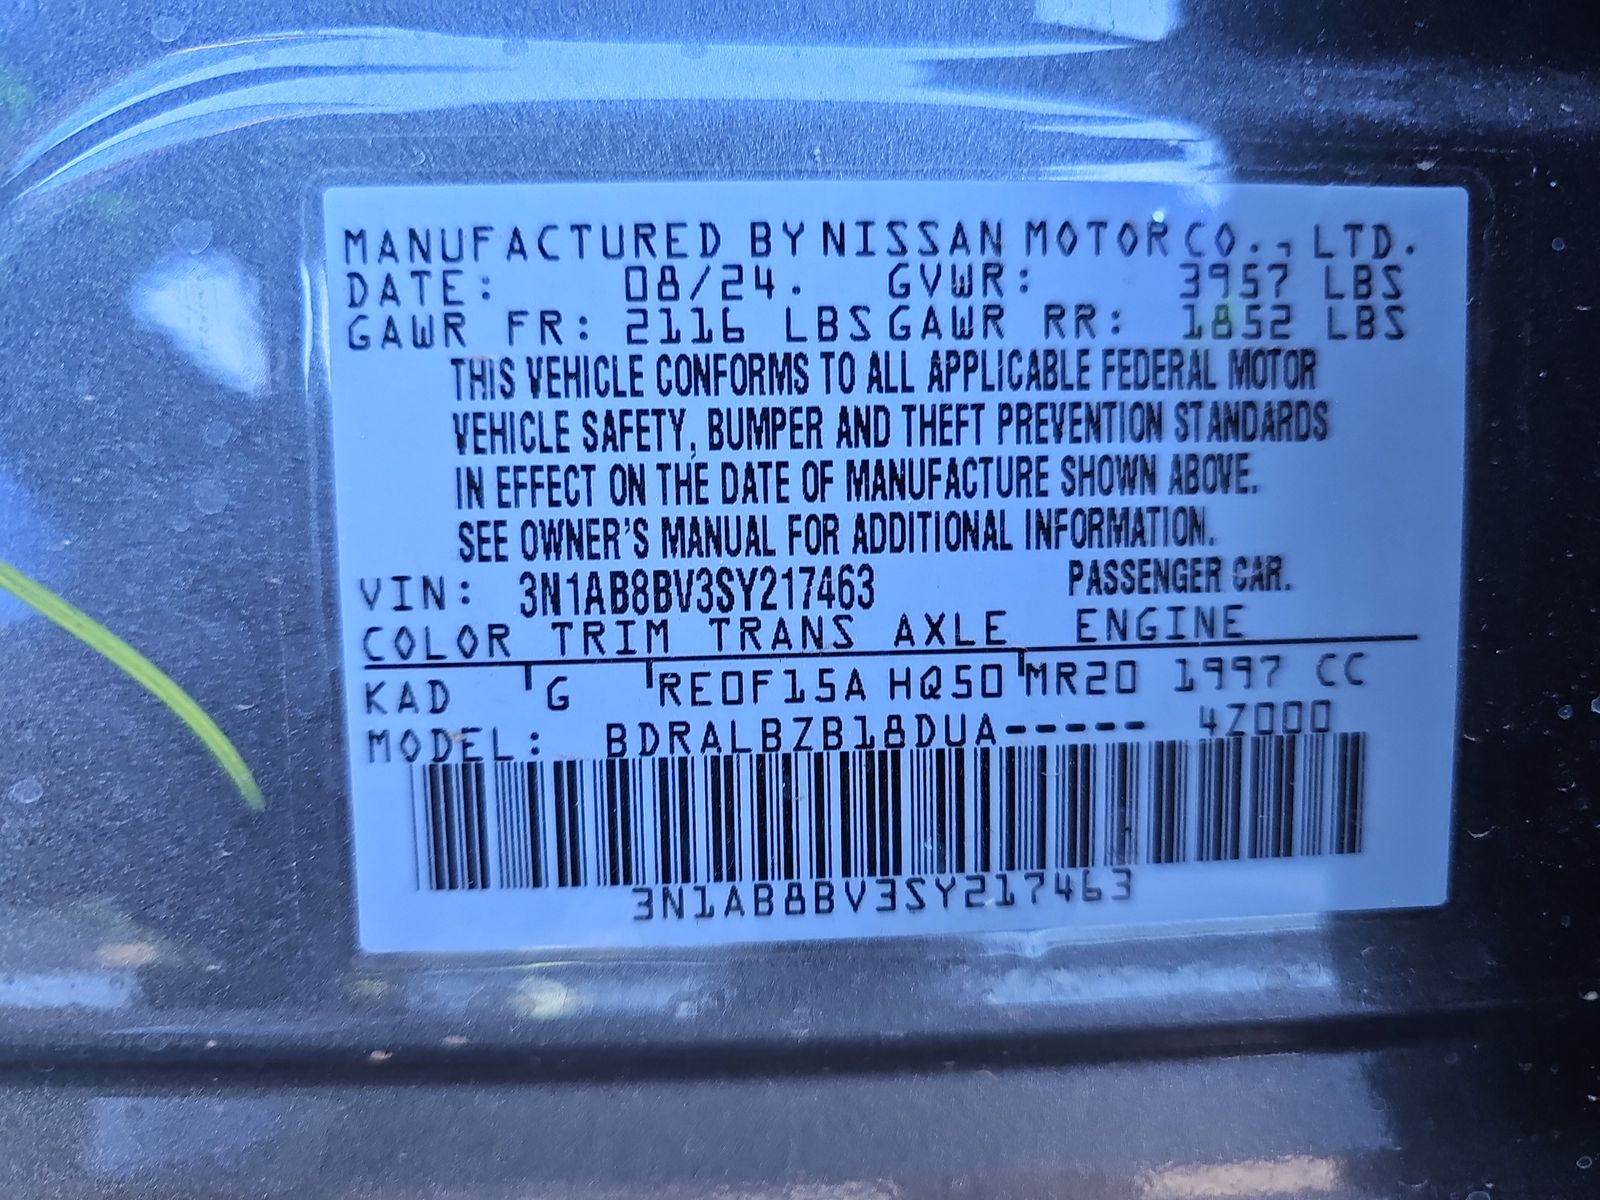 MANUFACTURED BY NISSAN MOTOR CO., LTD.
DATE: 08/24. GVWR: 3957 LBS
GAWR FR: 2116 LBS GAWR RR: 1852 LBS
THIS VEHICLE CONFORMS TO ALL APPLICABLE FEDERAL MOTOR
VEHICLE SAFETY, BUMPER AND THEFT PREVENTION STANDARDS
IN EFFECT ON THE DATE OF MANUFACTURE SHOWN ABOVE.
SEE OWNER'S MANUAL FOR ADDITIONAL INFORMATION.
VIN: 3N1AB8BV3SY217463 PASSENGER CAR.
COLOR TRIM TRANS AXLE ENGINE
KAD G RE0F15A HQ50 MR20 1997 CC
MODEL: BDRALBZB18DUA----- 4Z000
3N1AB8BV3SY217463